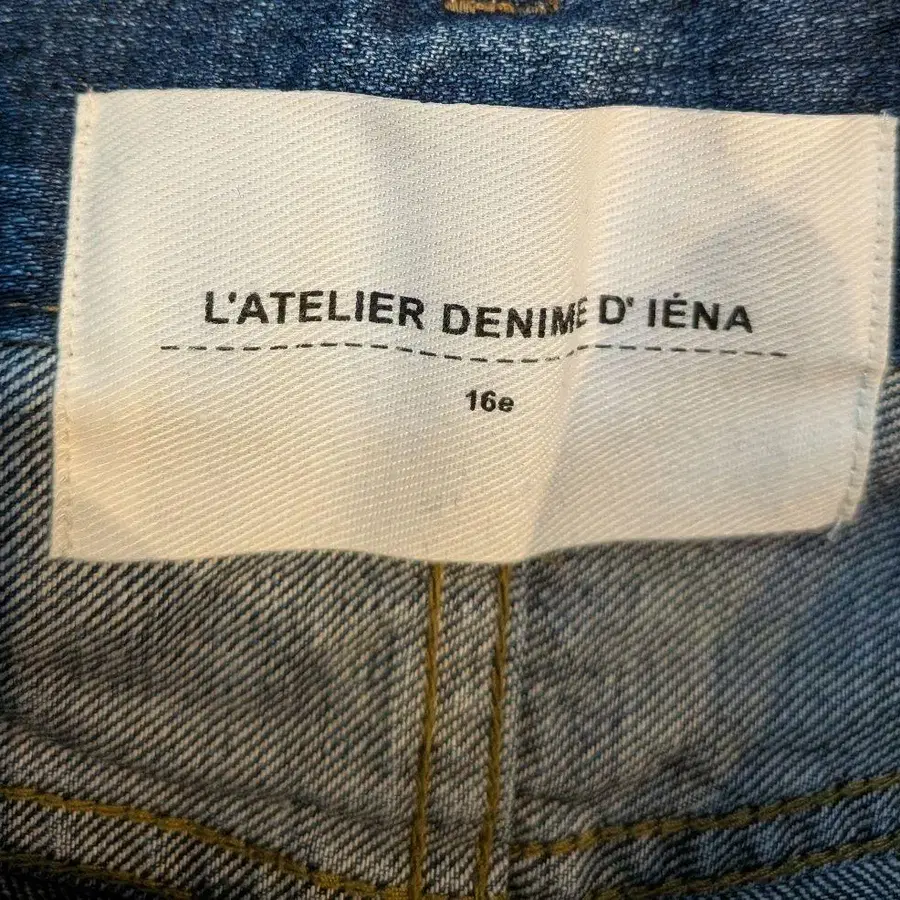 L'ATELIER DENIME D' IÉNA
16e